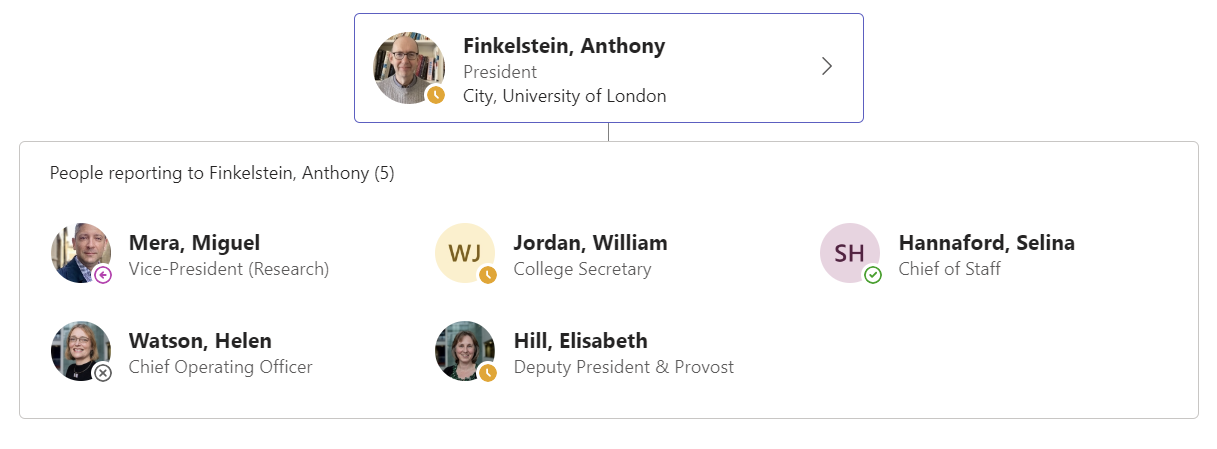 Finkelstein, Anthony
President
City, University of London
People reporting to Finkelstein, Anthony (5)
Mera, Miguel
Vice-President (Research)
WJ
Jordan, William
College Secretary
SH
Hannaford, Selina
Chief of Staff
Watson, Helen
Chief Operating Officer
Hill, Elisabeth
Deputy President & Provost